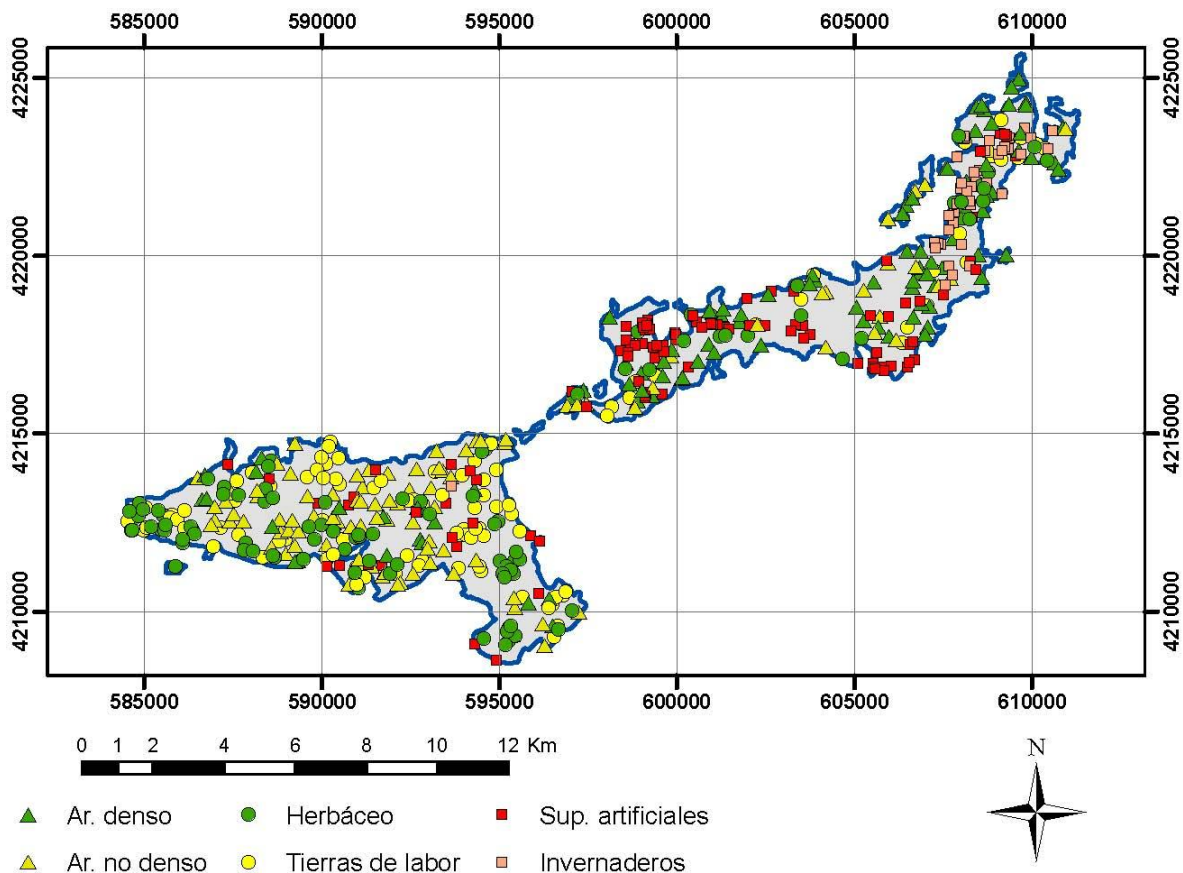 585000 590000 595000 600000 605000 610000
4225000 4225000
4220000 4220000
4215000 4215000
4210000 4210000
585000 590000 595000 600000 605000 610000
0 1 2 4 6 8 10 12 Km
N
Ar. denso Herbáceo Sup. artificiales
Ar. no denso Tierras de labor Invernaderos